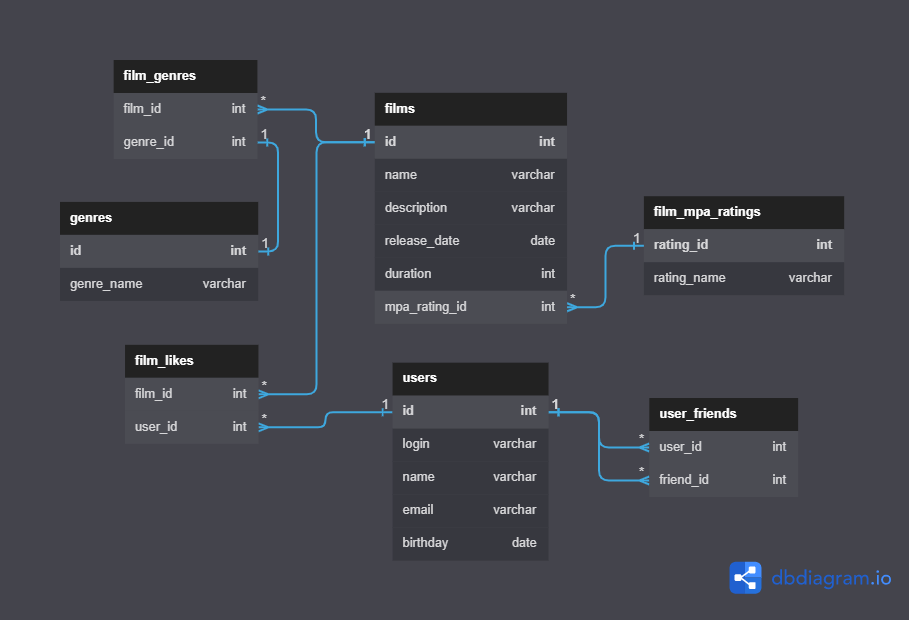 film_genres
film_id int *
genre_id int 1
genres
id int 1
genre_name varchar
film_likes
film_id int *
user_id int *
films
1 id int
name varchar
description varchar
release_date date
duration int
mpa_rating_id int *
users
1 id int 1
login varchar
name varchar
email varchar
birthday date
film_mpa_ratings
1 rating_id int
rating_name varchar
user_friends
* user_id int
* friend_id int
dbdiagram.io